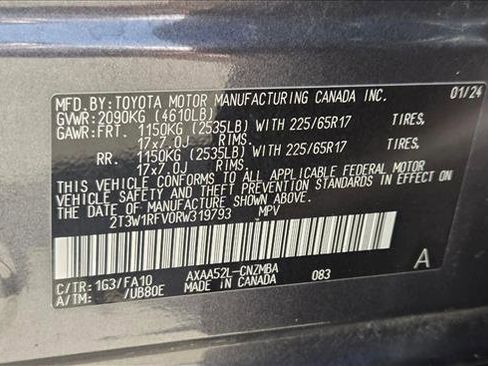 MFD. BY: TOYOTA MOTOR MANUFACTURING CANADA INC. 01/24
GVWR: 2090KG (4610LB)
GAWR: FRT. 1150KG (2535LB) WITH 225/65R17 TIRES,
17x7.0J RIMS.
RR. 1150KG (2535LB) WITH 225/65R17 TIRES,
17x7.0J RIMS.
THIS VEHICLE CONFORMS TO ALL APPLICABLE FEDERAL MOTOR
VEHICLE SAFETY AND THEFT PREVENTION STANDARDS IN EFFECT ON
THE DATE OF MANUFACTURE SHOWN ABOVE.
2T3W1RFV0RW319793 MPV
A
C/TR: 1G3/FA10 AXAA52L-CNZMBA
A/TM: /UB80E MADE IN CANADA 083